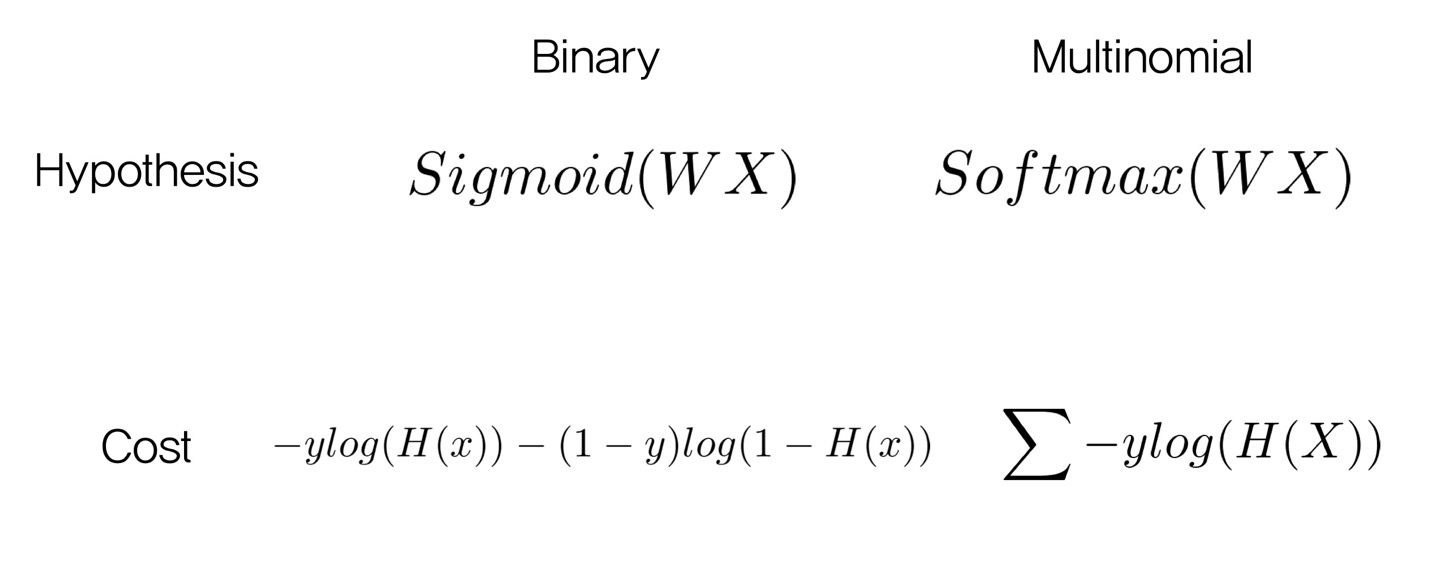 Binary Multinomial
Hypothesis Sigmoid(WX) Softmax(WX)
Cost −ylog(H(x)) − (1 − y)log(1 − H(x)) ∑ −ylog(H(X))